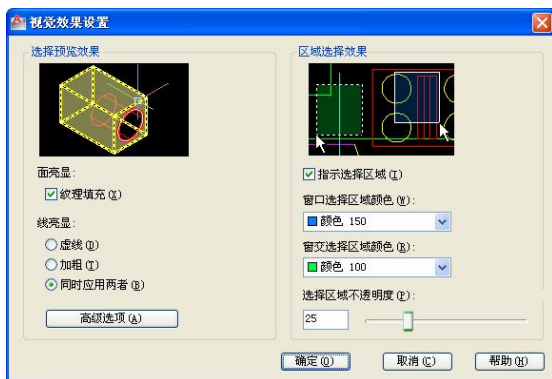 视觉效果设置
选择预览效果
面亮显:
纹理填充(X)
线亮显:
虚线(D)
加粗(T)
同时应用两者(B)
高级选项(A)
区域选择效果
指示选择区域(I)
窗口选择区域颜色(W):
颜色 150
窗交选择区域颜色(R):
颜色 100
选择区域不透明度(P):
25
确定(O)
取消(C)
帮助(H)